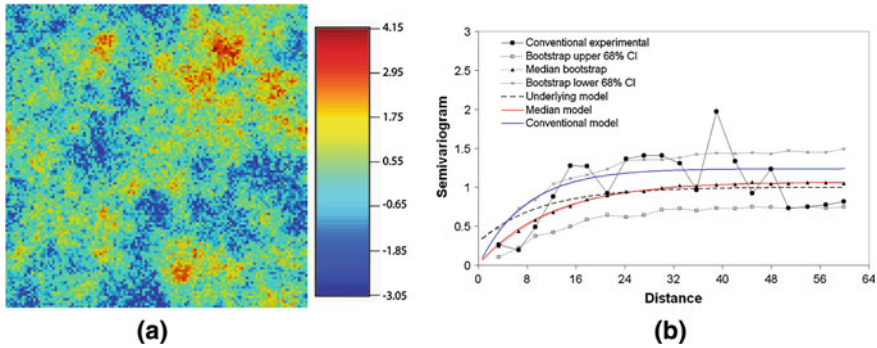 4.15
2.95
1.75
0.55
-0.65
-1.85
-3.05
(a)
3
2.5
2
1.5
1
0.5
0
Semivariogram
Conventional experimental
Bootstrap upper 68% CI
Median bootstrap
Bootstrap lower 68% CI
Underlying model
Median model
Conventional model
0 8 16 24 32 40 48 56 64
Distance
(b)